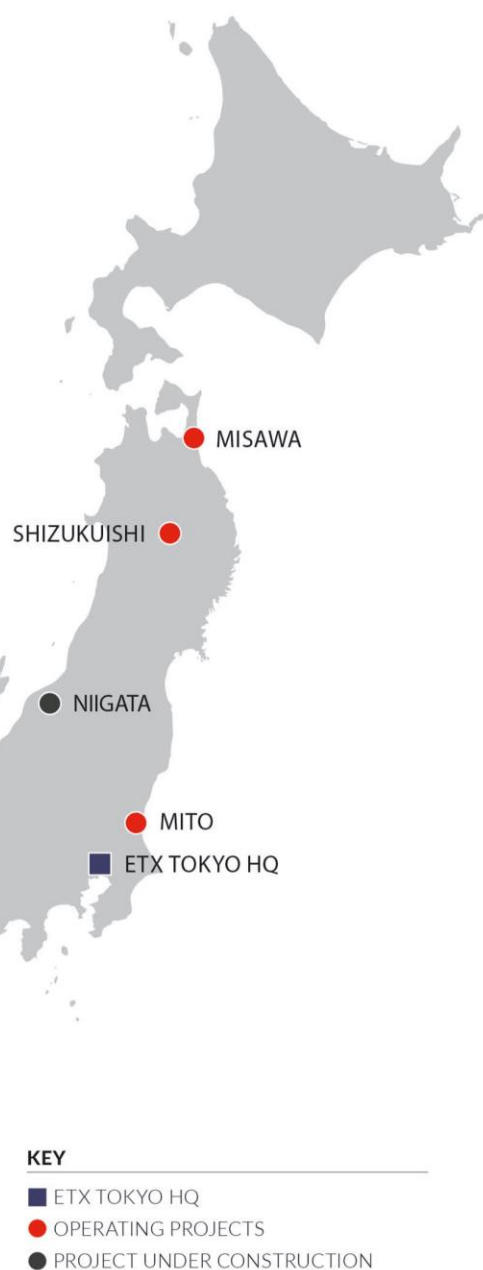 MISAWA
SHIZUKUISHI
NIIGATA
MITO
ETX TOKYO HQ
KEY
ETX TOKYO HQ
OPERATING PROJECTS
PROJECT UNDER CONSTRUCTION